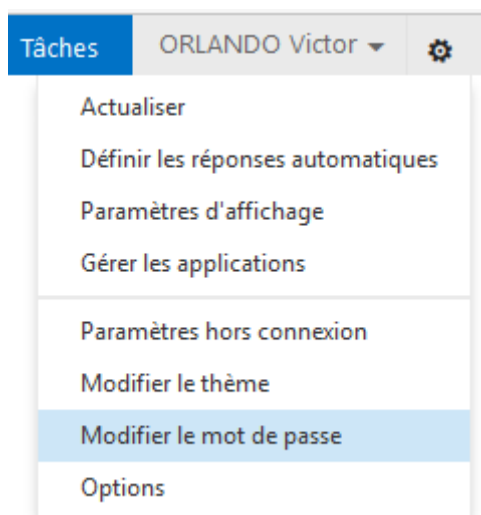 Tâches ORLANDO Victor
Actualiser
Définir les réponses automatiques
Paramètres d'affichage
Gérer les applications
Paramètres hors connexion
Modifier le thème
Modifier le mot de passe
Options